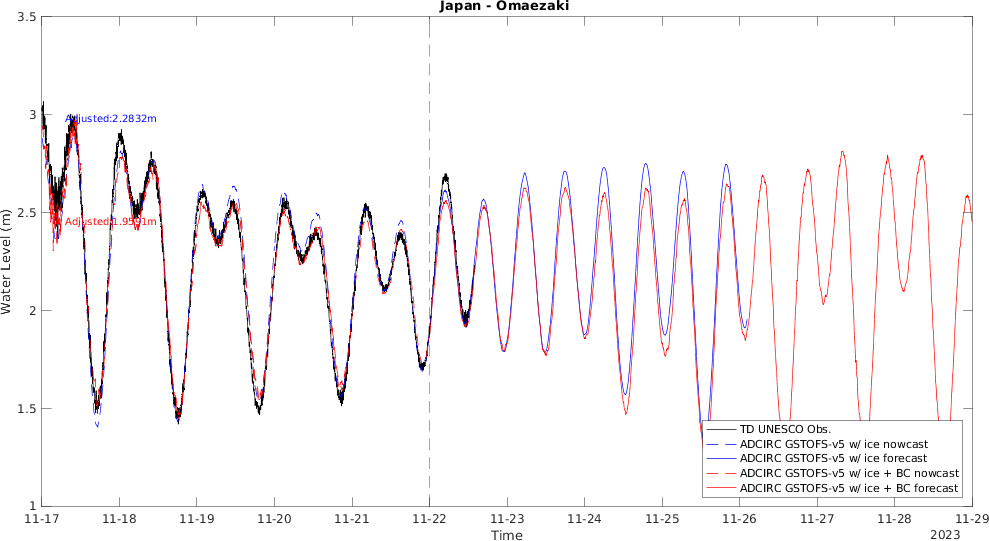 Japan - Omaezaki
3.5
3
2.5
2
1.5
1
Water Level (m)
Adjusted:2.2832m
Adjusted:1.9591m
TD UNESCO Obs.
ADCIRC GSTOFS-v5 w/ ice nowcast
ADCIRC GSTOFS-v5 w/ ice forecast
ADCIRC GSTOFS-v5 w/ ice + BC nowcast
ADCIRC GSTOFS-v5 w/ ice + BC forecast
11-17 11-18 11-19 11-20 11-21 11-22 11-23 11-24 11-25 11-26 11-27 11-28 11-29
Time
2023